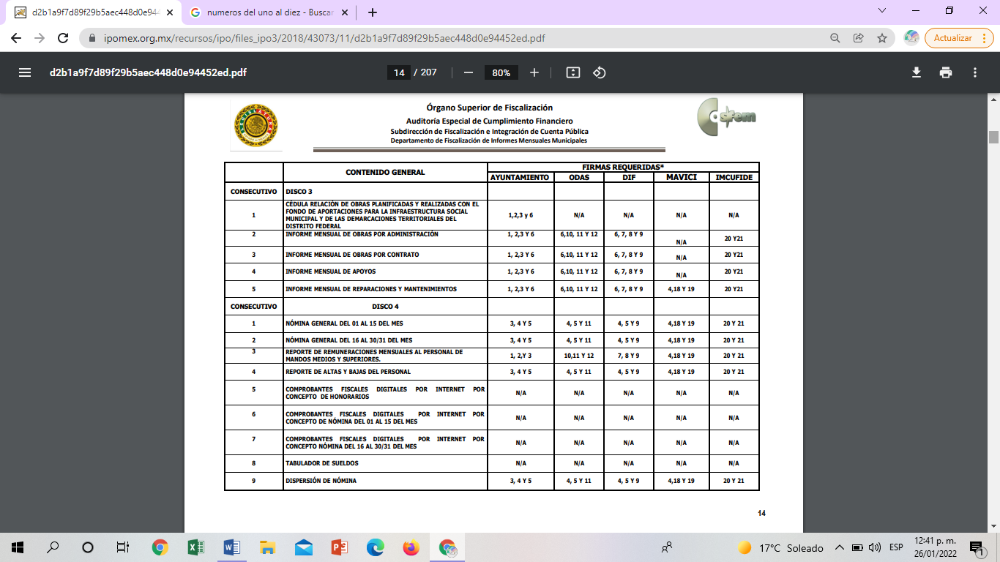 d2b1a9f7d89f29b5aec448d0e944
numeros del uno al diez - Buscar
ipomex.org.mx/recursos/ipo/files_ipo3/2018/43073/11/d2b1a9f7d89f29b5aec448d0e94452ed.pdf
Actualizar
d2b1a9f7d89f29b5aec448d0e94452ed.pdf
14 / 207
80%
Órgano Superior de Fiscalización
Auditoría Especial de Cumplimiento Financiero
Subdirección de Fiscalización e Integración de Cuenta Pública
Departamento de Fiscalización de Informes Mensuales Municipales
osfem
CONTENIDO GENERAL
FIRMAS REQUERIDAS*
AYUNTAMIENTO ODAS DIF MAVICI IMCUFIDE
CONSECUTIVO DISCO 3
1 CÉDULA RELACIÓN DE OBRAS PLANIFICADAS Y REALIZADAS CON EL
FONDO DE APORTACIONES PARA LA INFRAESTRUCTURA SOCIAL
MUNICIPAL Y DE LAS DEMARCACIONES TERRITORIALES DEL
DISTRITO FEDERAL
1,2,3 y 6 N/A N/A N/A N/A
2 INFORME MENSUAL DE OBRAS POR ADMINISTRACIÓN 1, 2,3 Y 6 6,10, 11 Y 12 6, 7, 8 Y 9 N/A 20 Y21
3 INFORME MENSUAL DE OBRAS POR CONTRATO 1, 2,3 Y 6 6,10, 11 Y 12 6, 7, 8 Y 9 N/A 20 Y21
4 INFORME MENSUAL DE APOYOS 1, 2,3 Y 6 6,10, 11 Y 12 6, 7, 8 Y 9 N/A 20 Y21
5 INFORME MENSUAL DE REPARACIONES Y MANTENIMIENTOS 1, 2,3 Y 6 6,10, 11 Y 12 6, 7, 8 Y 9 4,18 Y 19 20 Y21
CONSECUTIVO DISCO 4
1 NÓMINA GENERAL DEL 01 AL 15 DEL MES 3, 4 Y 5 4, 5 Y 11 4, 5 Y 9 4,18 Y 19 20 Y 21
2 NÓMINA GENERAL DEL 16 AL 30/31 DEL MES 3, 4 Y 5 4, 5 Y 11 4, 5 Y 9 4,18 Y 19 20 Y 21
3 REPORTE DE REMUNERACIONES MENSUALES AL PERSONAL DE
MANDOS MEDIOS Y SUPERIORES.
1, 2,Y 3 10,11 Y 12 7, 8 Y 9 4,18 Y 19 20 Y 21
4 REPORTE DE ALTAS Y BAJAS DEL PERSONAL 3, 4 Y 5 4, 5 Y 11 4, 5 Y 9 4,18 Y 19 20 Y 21
5 COMPROBANTES FISCALES DIGITALES POR INTERNET POR
CONCEPTO DE HONORARIOS
N/A N/A N/A N/A N/A
6 COMPROBANTES FISCALES DIGITALES POR INTERNET POR
CONCEPTO DE NÓMINA DEL 01 AL 15 DEL MES
N/A N/A N/A N/A N/A
7 COMPROBANTES FISCALES DIGITALES POR INTERNET POR
CONCEPTO NÓMINA DEL 16 AL 30/31 DEL MES
N/A N/A N/A N/A N/A
8 TABULADOR DE SUELDOS N/A N/A N/A N/A N/A
9 DISPERSIÓN DE NÓMINA 3, 4 Y 5 4, 5 Y 11 4, 5 Y 9 4,18 Y 19 20 Y 21
14
17°C Soleado
ESP
12:41 p. m.
26/01/2022
1